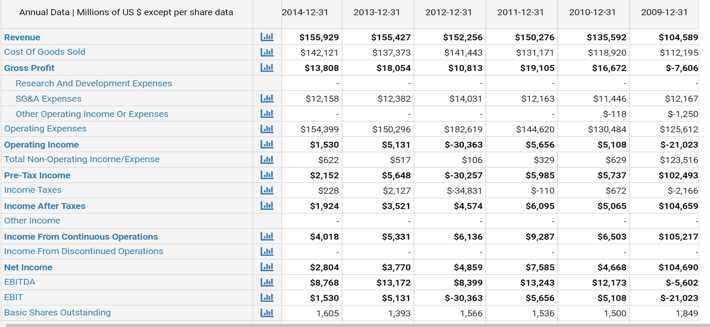 Annual Data | Millions of US $ except per share data 2014-12-31 2013-12-31 2012-12-31 2011-12-31 2010-12-31 2009-12-31
Revenue $155,929 $155,427 $152,256 $150,276 $135,592 $104,589
Cost Of Goods Sold $142,121 $137,373 $141,443 $131,171 $118,920 $112,195
Gross Profit $13,808 $18,054 $10,813 $19,105 $16,672 $-7,606
Research And Development Expenses - - - - - -
SG&A Expenses $12,158 $12,382 $14,031 $12,163 $11,446 $12,167
Other Operating Income Or Expenses - - - - $-118 $-1,250
Operating Expenses $154,399 $150,296 $182,619 $144,620 $130,484 $125,612
Operating Income $1,530 $5,131 $-30,363 $5,656 $5,108 $-21,023
Total Non-Operating Income/Expense $622 $517 $106 $329 $629 $123,516
Pre-Tax Income $2,152 $5,648 $-30,257 $5,985 $5,737 $102,493
Income Taxes $228 $2,127 $-34,831 $-110 $672 $-2,166
Income After Taxes $1,924 $3,521 $4,574 $6,095 $5,065 $104,659
Other Income - - - - - -
Income From Continuous Operations $4,018 $5,331 $6,136 $9,287 $6,503 $105,217
Income From Discontinued Operations - - - - - -
Net Income $2,804 $3,770 $4,859 $7,585 $4,668 $104,690
EBITDA $8,768 $13,172 $8,399 $13,243 $12,173 $-5,602
EBIT $1,530 $5,131 $-30,363 $5,656 $5,108 $-21,023
Basic Shares Outstanding 1,605 1,393 1,566 1,536 1,500 1,849